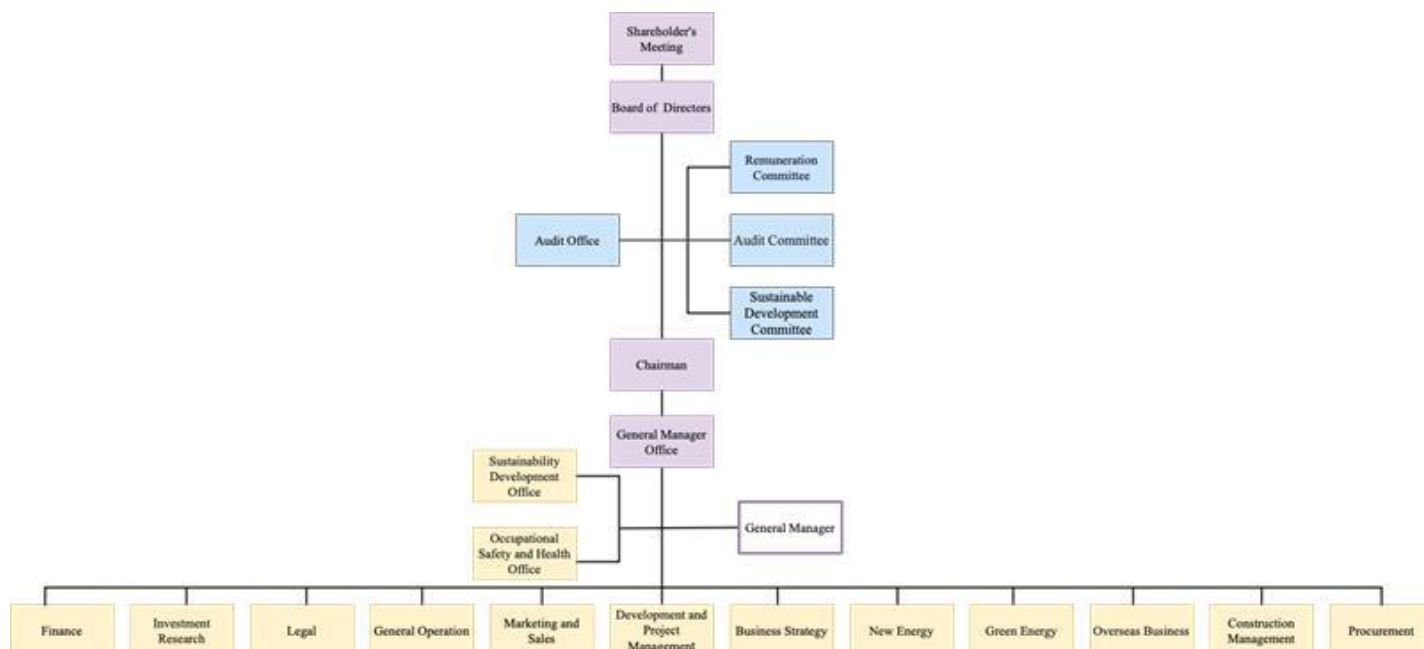 Shareholder's
Meeting
Board of Directors
Remuneration
Committee
Audit Office
Audit Committee
Sustainable
Development
Committee
Chairman
General Manager
Office
Sustainability
Development
Office
General Manager
Occupational
Safety and Health
Office
Finance
Investment
Research
Legal
General Operation
Marketing and
Sales
Development and
Project
Management
Business Strategy
New Energy
Green Energy
Overseas Business
Construction
Management
Procurement